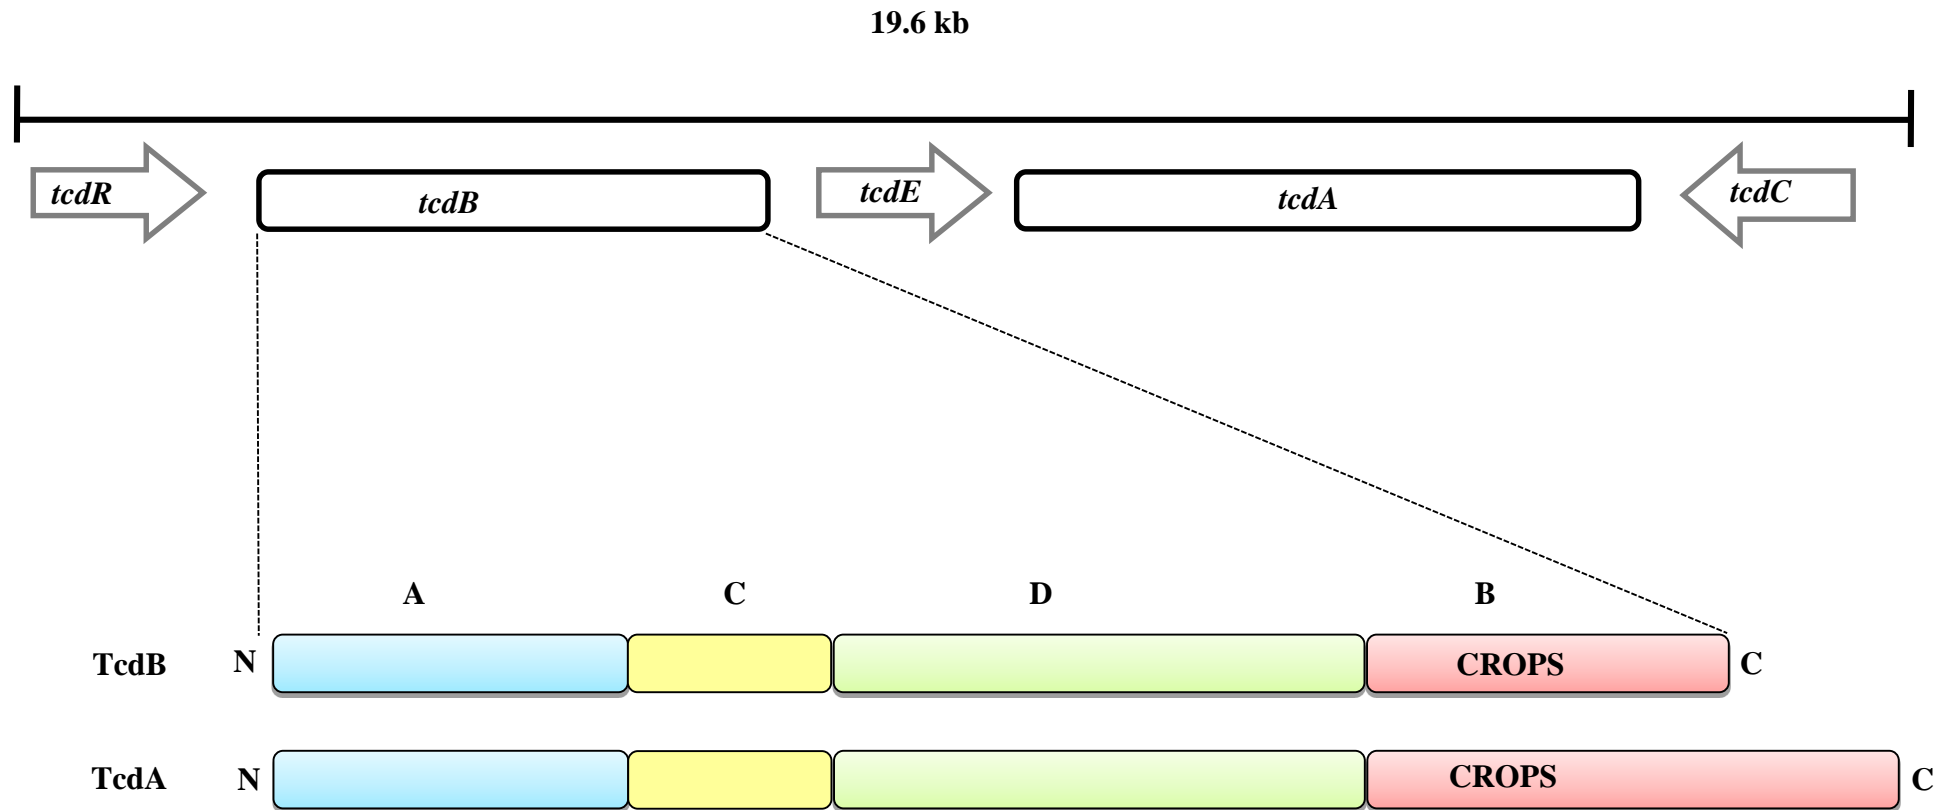 19.6 kb
tcdR
tcdB
tcdE
tcdA
tcdC
A C D B
TcdB N CROPS C
TcdA N CROPS C